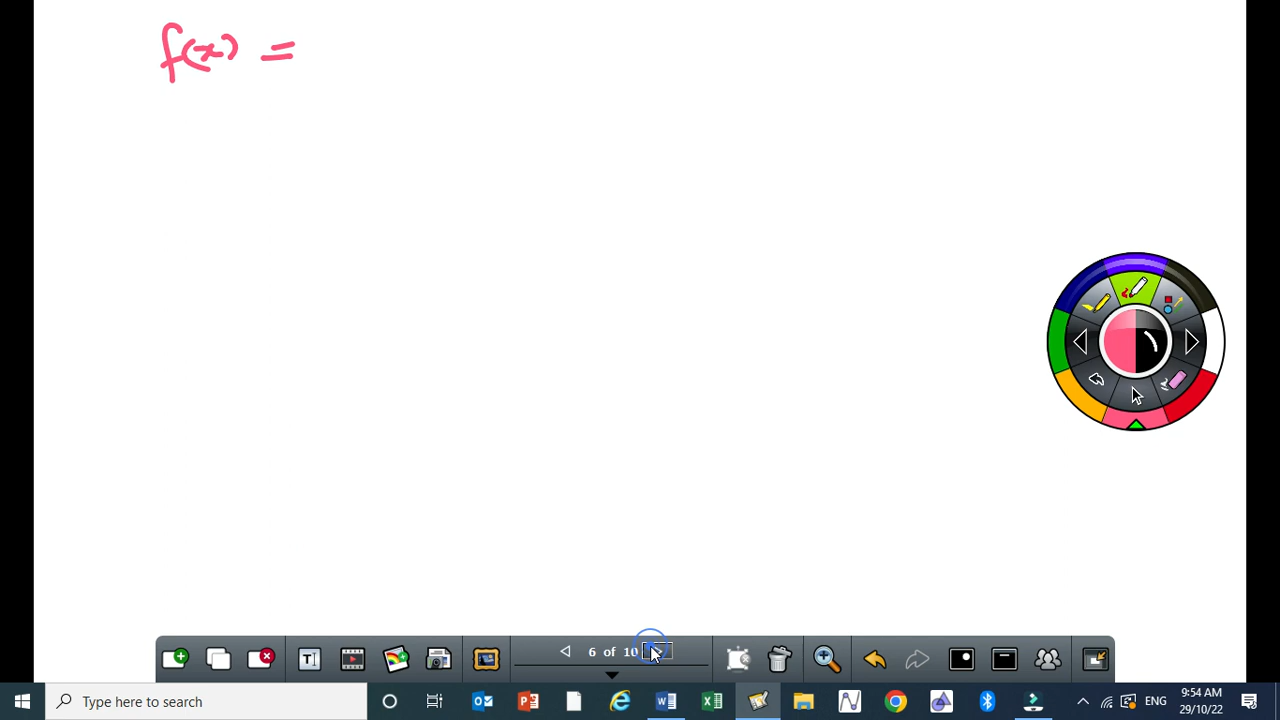 f(x) =
6 of 10
Type here to search
ENG
9:54 AM
29/10/22